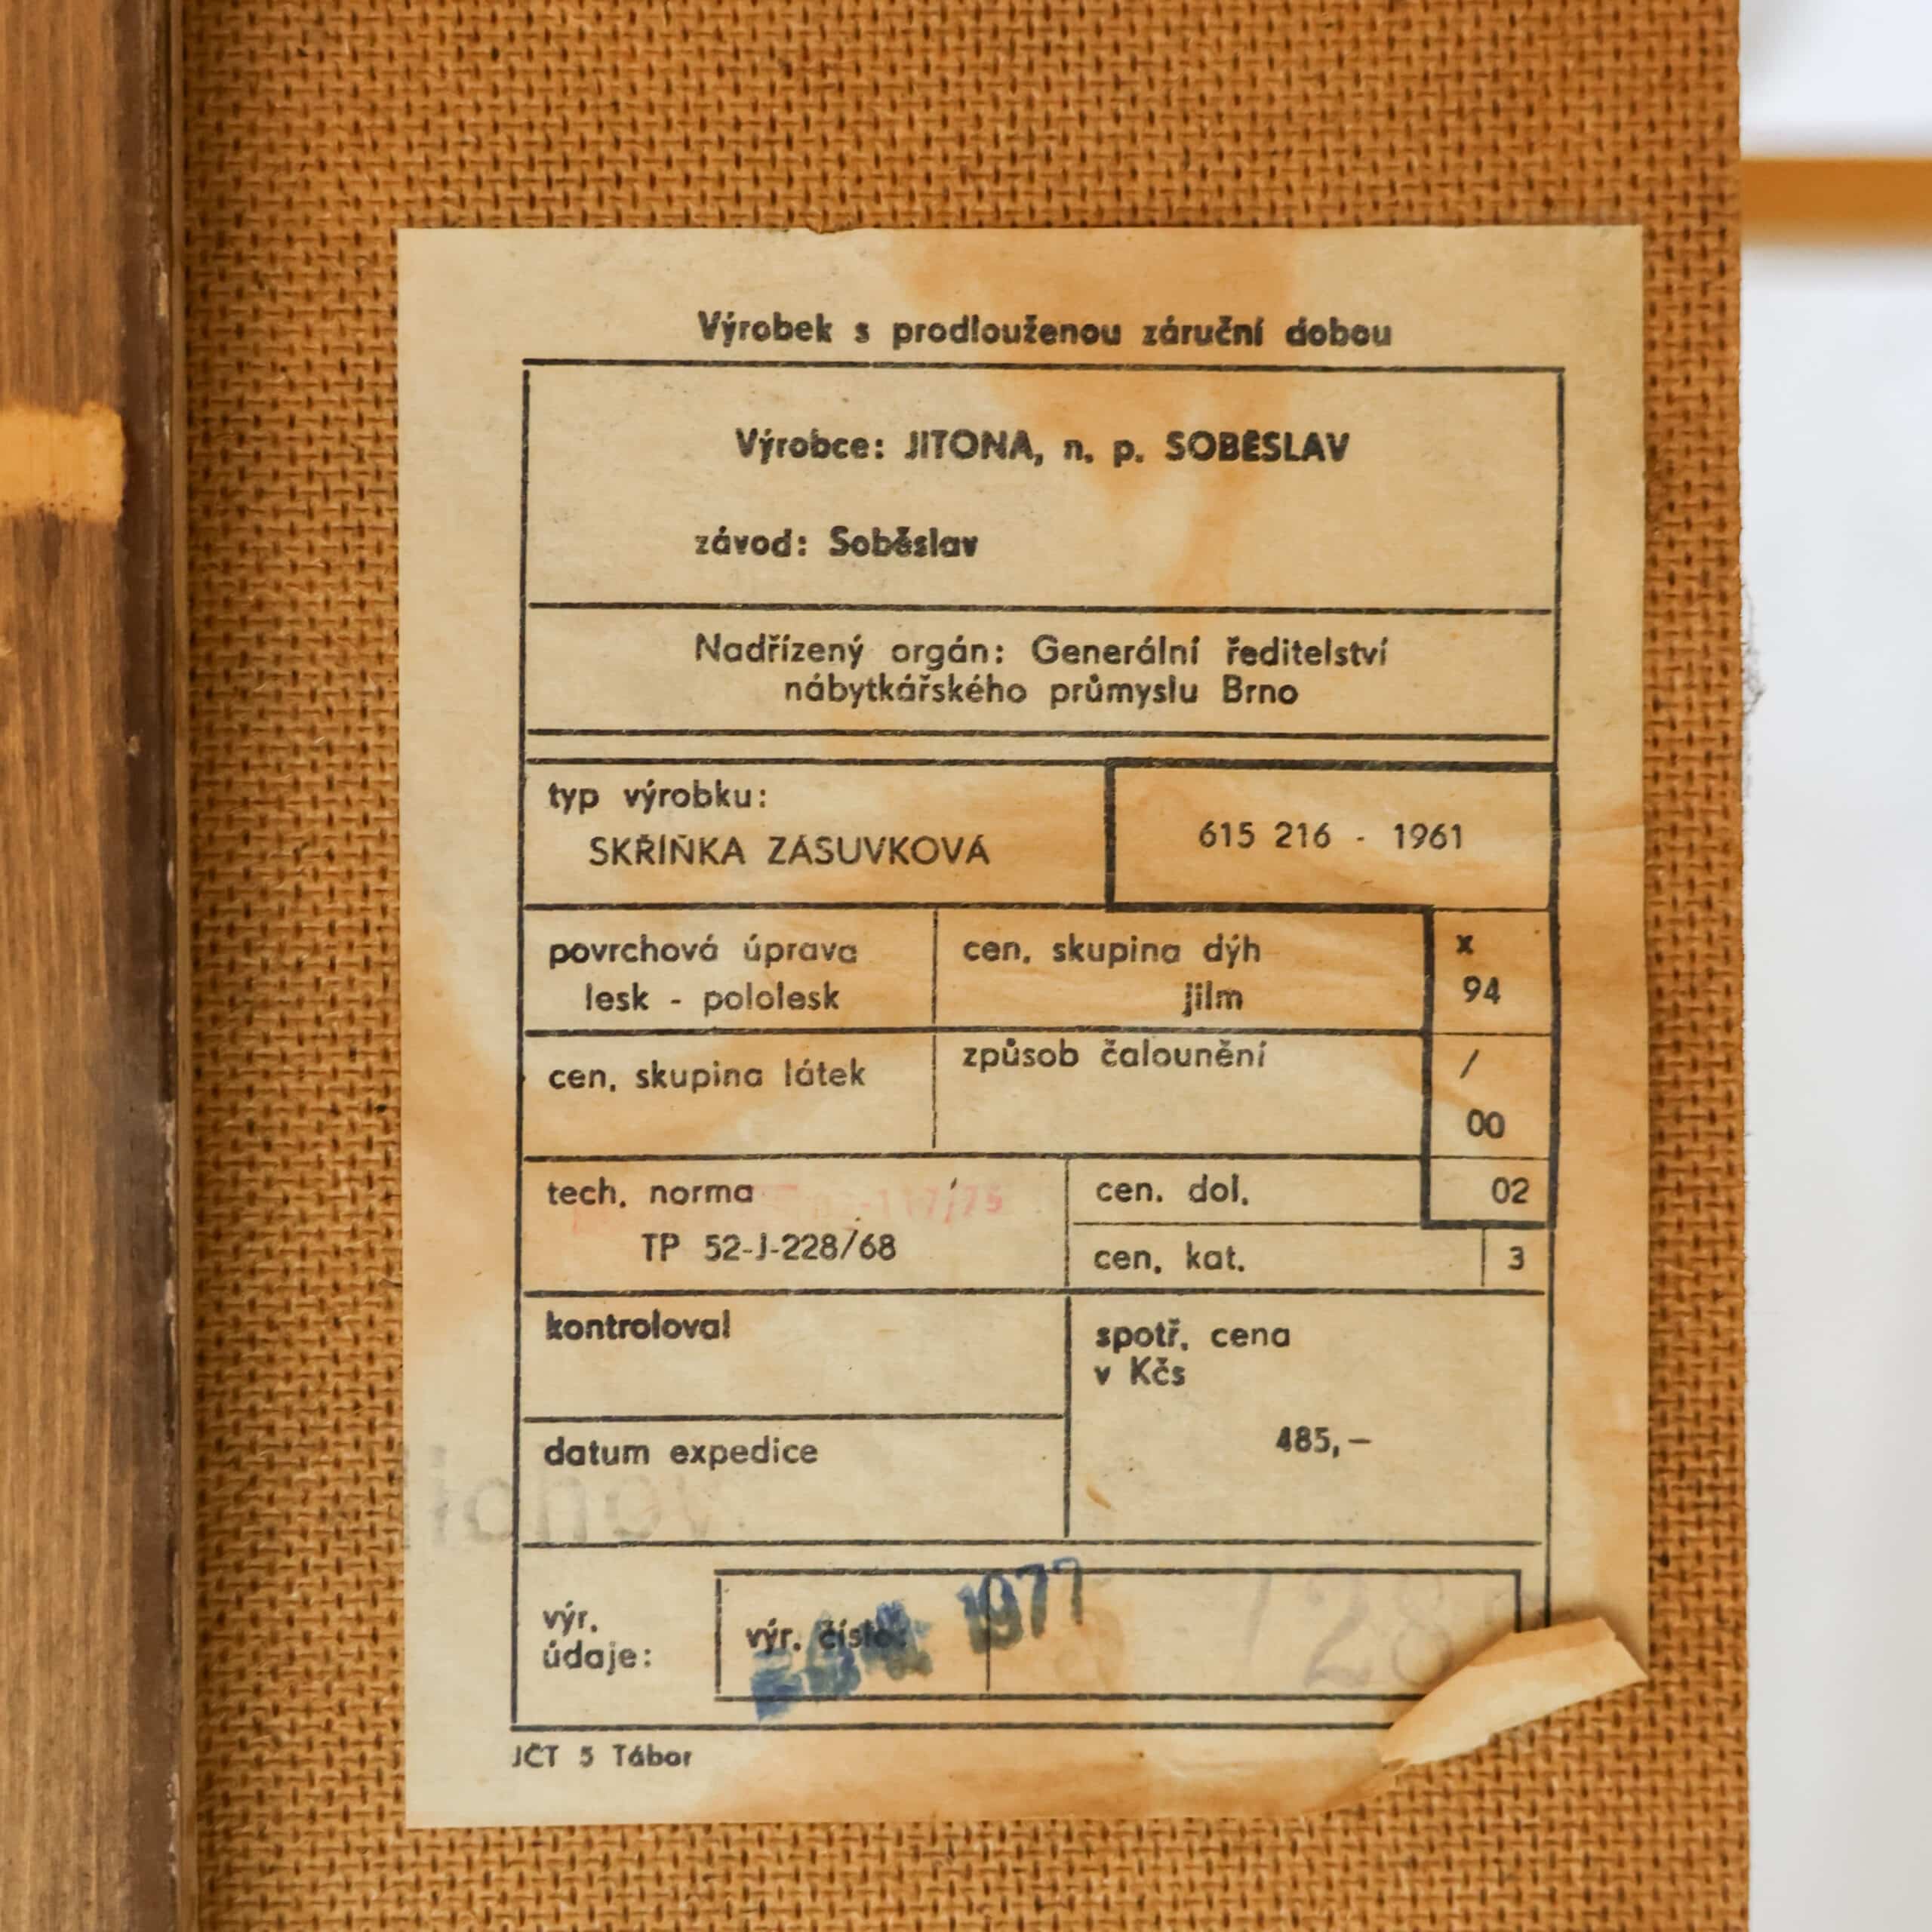 Výrobek s prodlouženou záruční dobou
Výrobce: JITONA, n. p. SOBĚSLAV
závod: Soběslav
Nadřízený orgán: Generální ředitelství
nábytkářského průmyslu Brno
typ výrobku:
SKŘÍŇKA ZÁSUVKOVÁ
615 216 - 1961
povrchová úprava
lesk - pololesk
cen. skupina dýh
jilm
x
94
cen. skupina látek
způsob čalounění
/
00
tech. norma
-117/75
TP 52-J-228/68
cen. dol.
02
cen. kat.
3
kontroloval
spotř. cena
v Kčs
485,—
datum expedice
výr.
údaje:
výr. číslo:
1977
JČT 5 Tábor